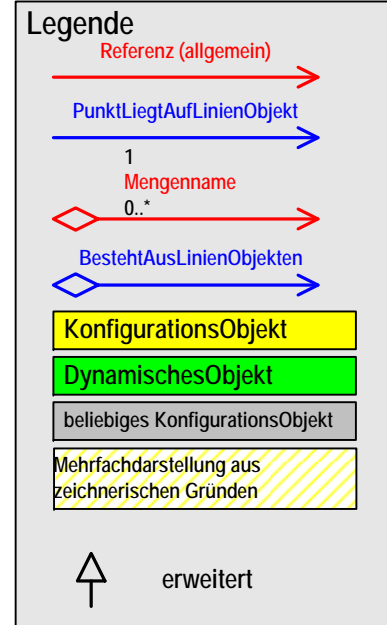 Legende
Referenz (allgemein)
PunktLiegtAufLinienObjekt
1
Mengenname
0..*
BestehtAusLinienObjekten
KonfigurationsObjekt
DynamischesObjekt
beliebiges KonfigurationsObjekt
Mehrfachdarstellung aus
zeichnerischen Gründen
erweitert